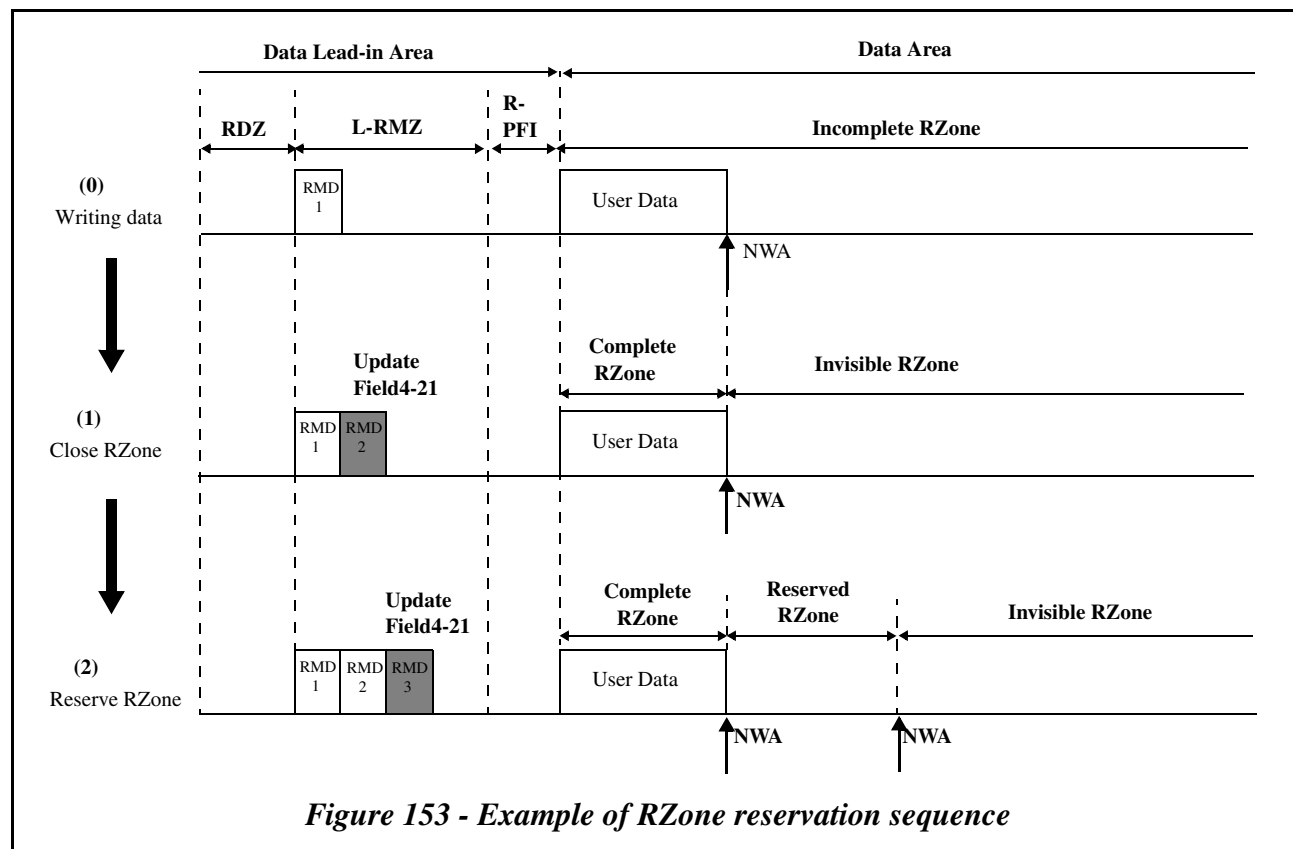 Data Lead-in Area
Data Area
RDZ
L-RMZ
R-
PFI
Incomplete RZone
(0)
Writing data
RMD
1
User Data
NWA
Update
Field4-21
Complete
RZone
Invisible RZone
(1)
Close RZone
RMD
1
RMD
2
User Data
NWA
Update
Field4-21
Complete
RZone
Reserved
RZone
Invisible RZone
(2)
Reserve RZone
RMD
1
RMD
2
RMD
3
User Data
NWA
NWA
Figure 153 - Example of RZone reservation sequence